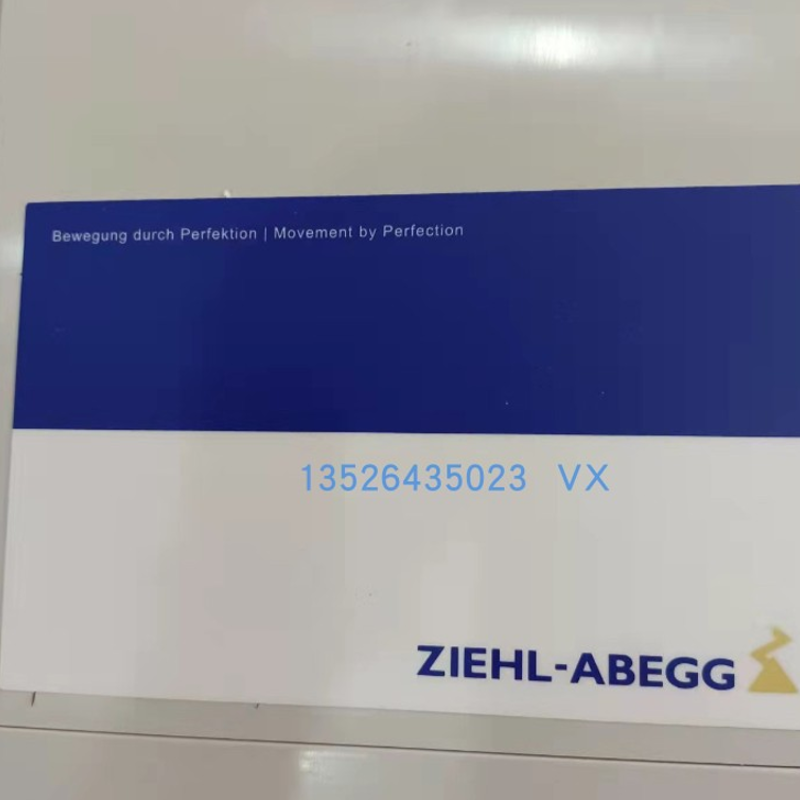 Bewegung durch Perfektion | Movement by Perfection
13526435023 VX
ZIEHL-ABEGG